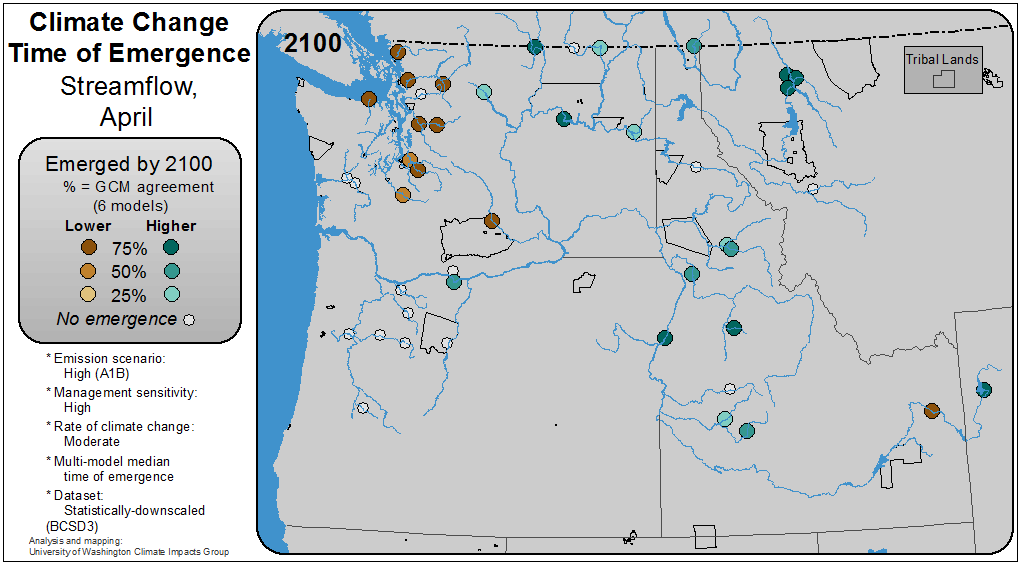 Climate Change
Time of Emergence
Streamflow,
April
Emerged by 2100
% = GCM agreement
(6 models)
Lower Higher
75%
50%
25%
No emergence
* Emission scenario:
High (A1B)
* Management sensitivity:
High
* Rate of climate change:
Moderate
* Multi-model median
time of emergence
* Dataset:
Statistically-downscaled
(BCSD3)
Analysis and mapping:
University of Washington Climate Impacts Group
2100
Tribal Lands